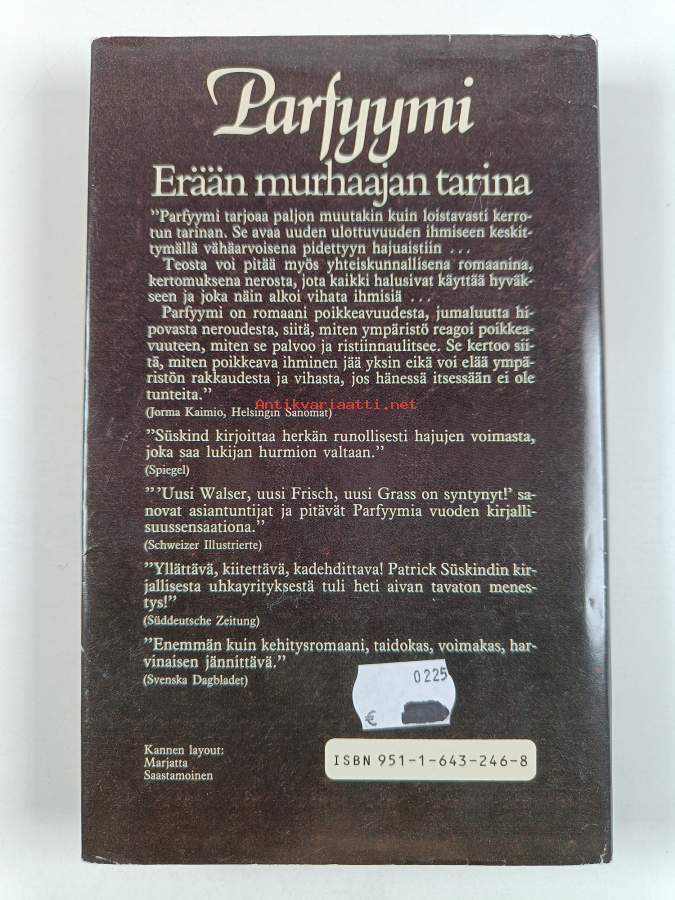 Parfyymi
Erään murhaajan tarina
”Parfyymi tarjoaa paljon muutakin kuin loistavasti kerro-
tun tarinan. Se avaa uuden ulottuvuuden ihmiseen keskit-
tymällä vähäarvoisena pidettyyn hajuaistiin . . .
Teosta voi pitää myös yhteiskunnallisena romaanina,
kertomuksena nerosta, jota kaikki halusivat käyttää hyväk-
seen ja joka näin alkoi vihata ihmisiä . . .
Parfyymi on romaani poikkeavuudesta, jumaluutta hi-
povasta neroudesta, siitä, miten ympäristö reagoi poikkea-
vuuteen, miten se palvoo ja ristiinnaulitsee. Se kertoo sii-
tä, miten poikkeava ihminen jää yksin eikä voi elää ympä-
ristön rakkaudesta ja vihasta, jos hänessä itsessään ei ole
tunteita.”
Antikvariaatti.net
(Jorma Kaimio, Helsingin Sanomat)
”Süskind kirjoittaa herkän runollisesti hajujen voimasta,
joka saa lukijan hurmion valtaan.”
(Spiegel)
”’Uusi Walser, uusi Frisch, uusi Grass on syntynyt!’ sa-
novat asiantuntijat ja pitävät Parfyymia vuoden kirjalli-
suussensaationa.”
(Schweizer Illustrierte)
”Yllättävä, kiitettävä, kadehdittava! Patrick Süskindin kir-
jallisesta uhkayrityksestä tuli heti aivan tavaton menes-
tys!”
(Süddeutsche Zeitung)
”Enemmän kuin kehitysromaani, taidokas, voimakas, har-
vinaisen jännittävä.”
(Svenska Dagbladet)
0225
€
Kannen layout:
Marjatta
Saastamoinen
ISBN 951-1-643-246-8